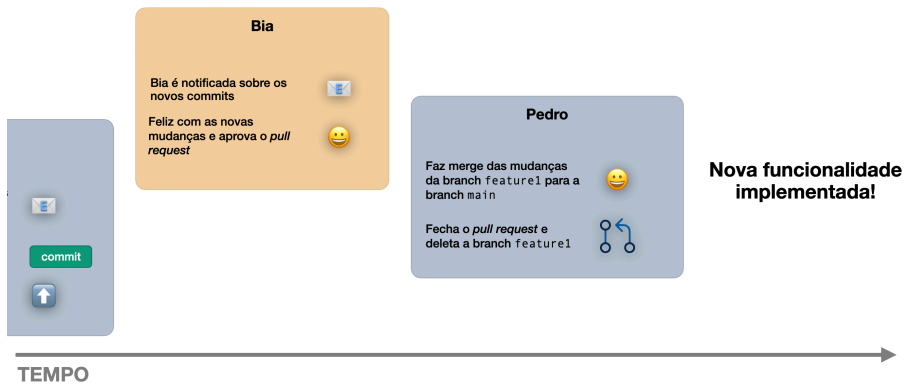 Bia
Bia é notificada sobre os
novos commits
Feliz com as novas
mudanças e aprova o pull
request
commit
Pedro
Faz merge das mudanças
da branch feature1 para a
branch main
Fecha o pull request e
deleta a branch feature1
Nova funcionalidade
implementada!
TEMPO